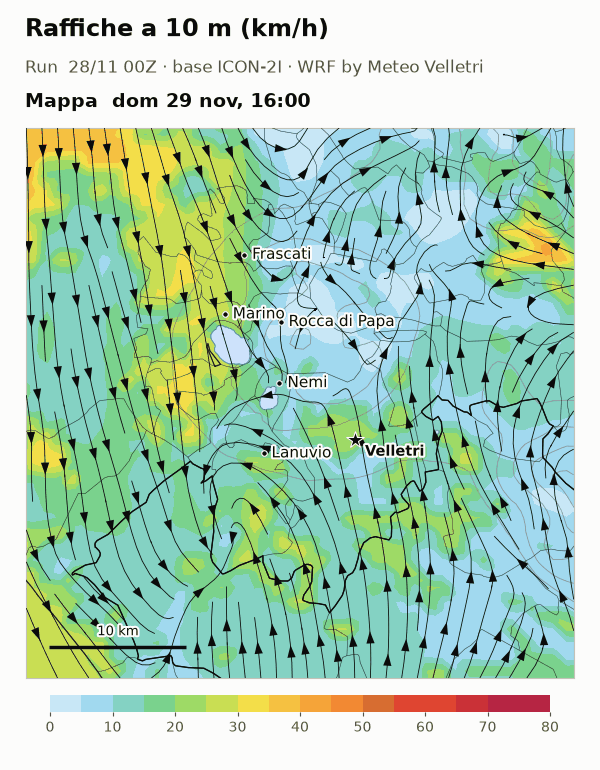 Raffiche a 10 m (km/h)
Run  28/11 00Z · base ICON-2I · WRF by Meteo Velletri
Mappa  dom 29 nov, 16:00
Frascati
Marino
Rocca di Papa
Nemi
Velletri
Lanuvio
10 km
0 10 20 30 40 50 60 70 80